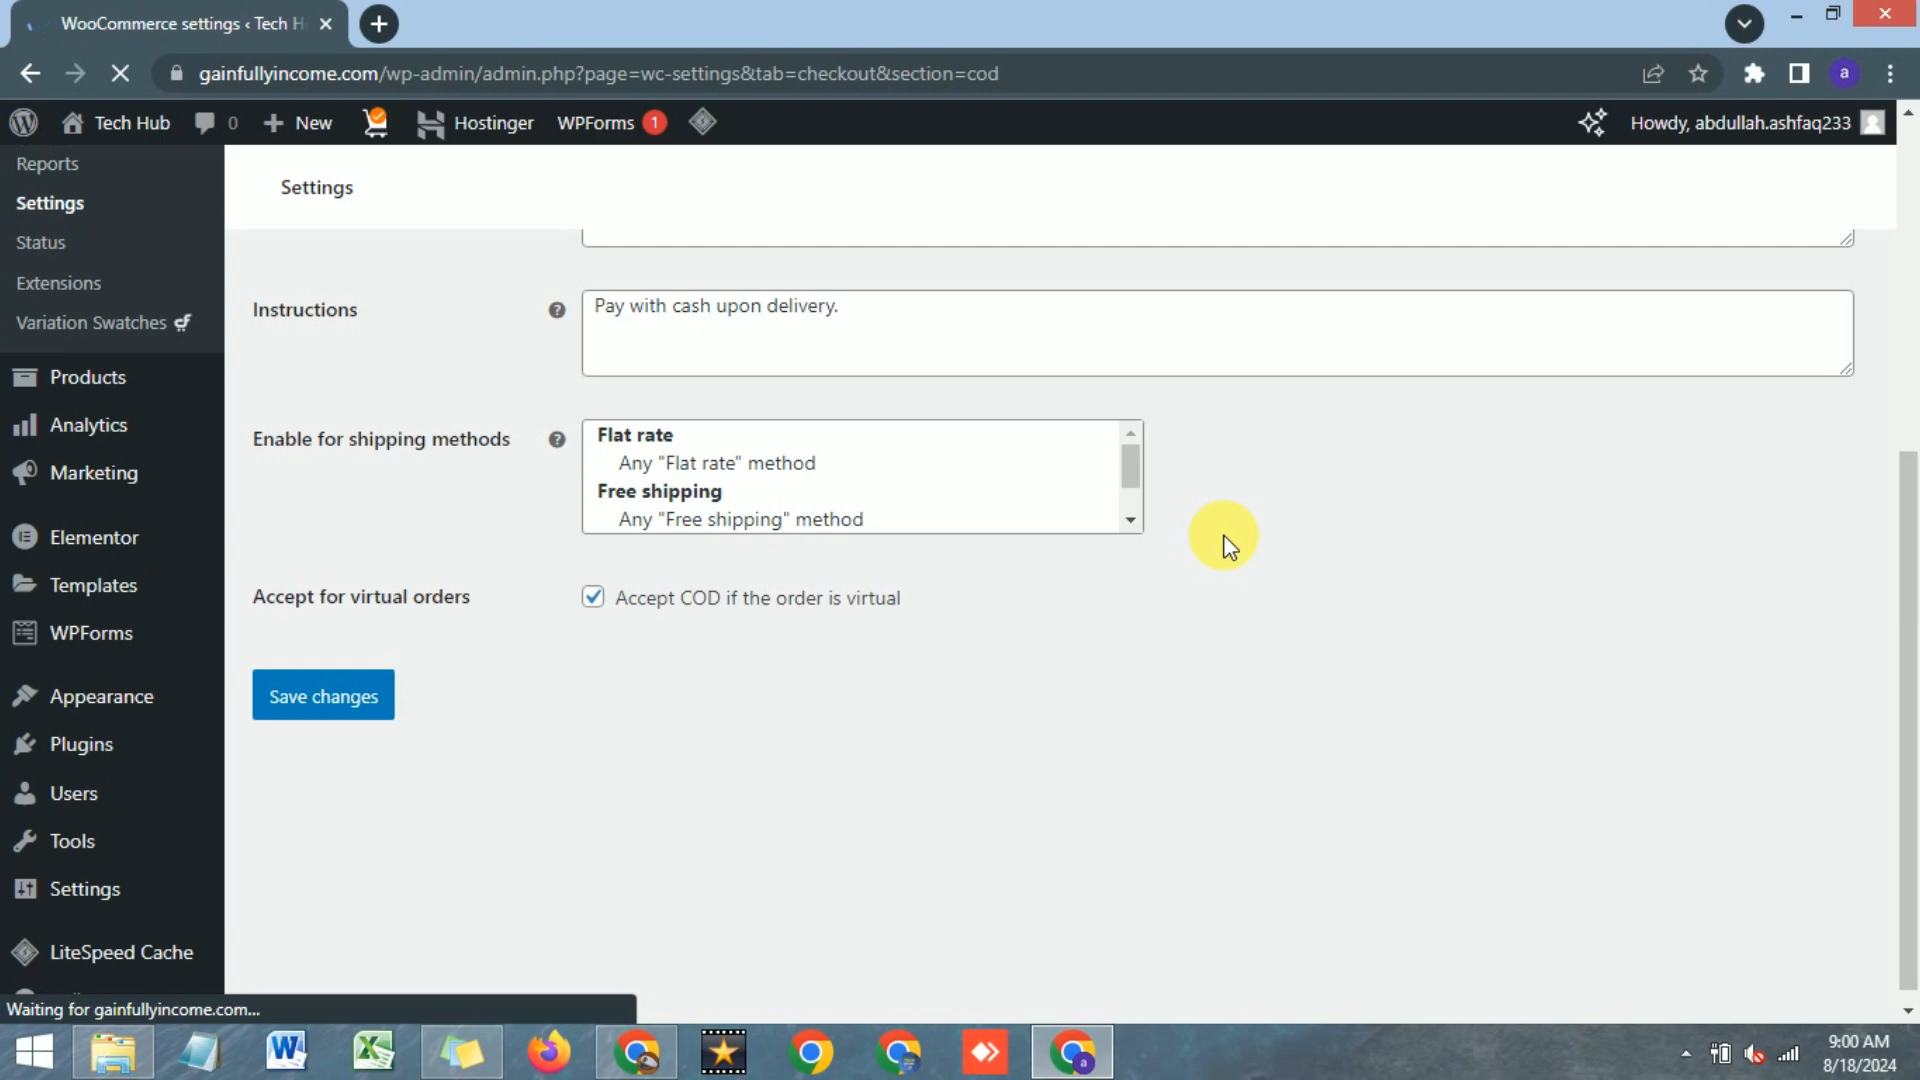 WooCommerce settings ‹ Tech H
gainfullyincome.com/wp-admin/admin.php?page=wc-settings&tab=checkout&section=cod
a
Tech Hub
0
New
Hostinger
WPForms
1
Howdy, abdullah.ashfaq233
Reports
Settings
Status
Extensions
Variation Swatches
Products
Analytics
Marketing
Elementor
Templates
WPForms
Appearance
Plugins
Users
Tools
Settings
LiteSpeed Cache
Settings
Instructions
Pay with cash upon delivery.
Enable for shipping methods
Flat rate
Any "Flat rate" method
Free shipping
Any "Free shipping" method
Accept for virtual orders
Accept COD if the order is virtual
Save changes
Waiting for gainfullyincome.com...
9:00 AM
8/18/2024